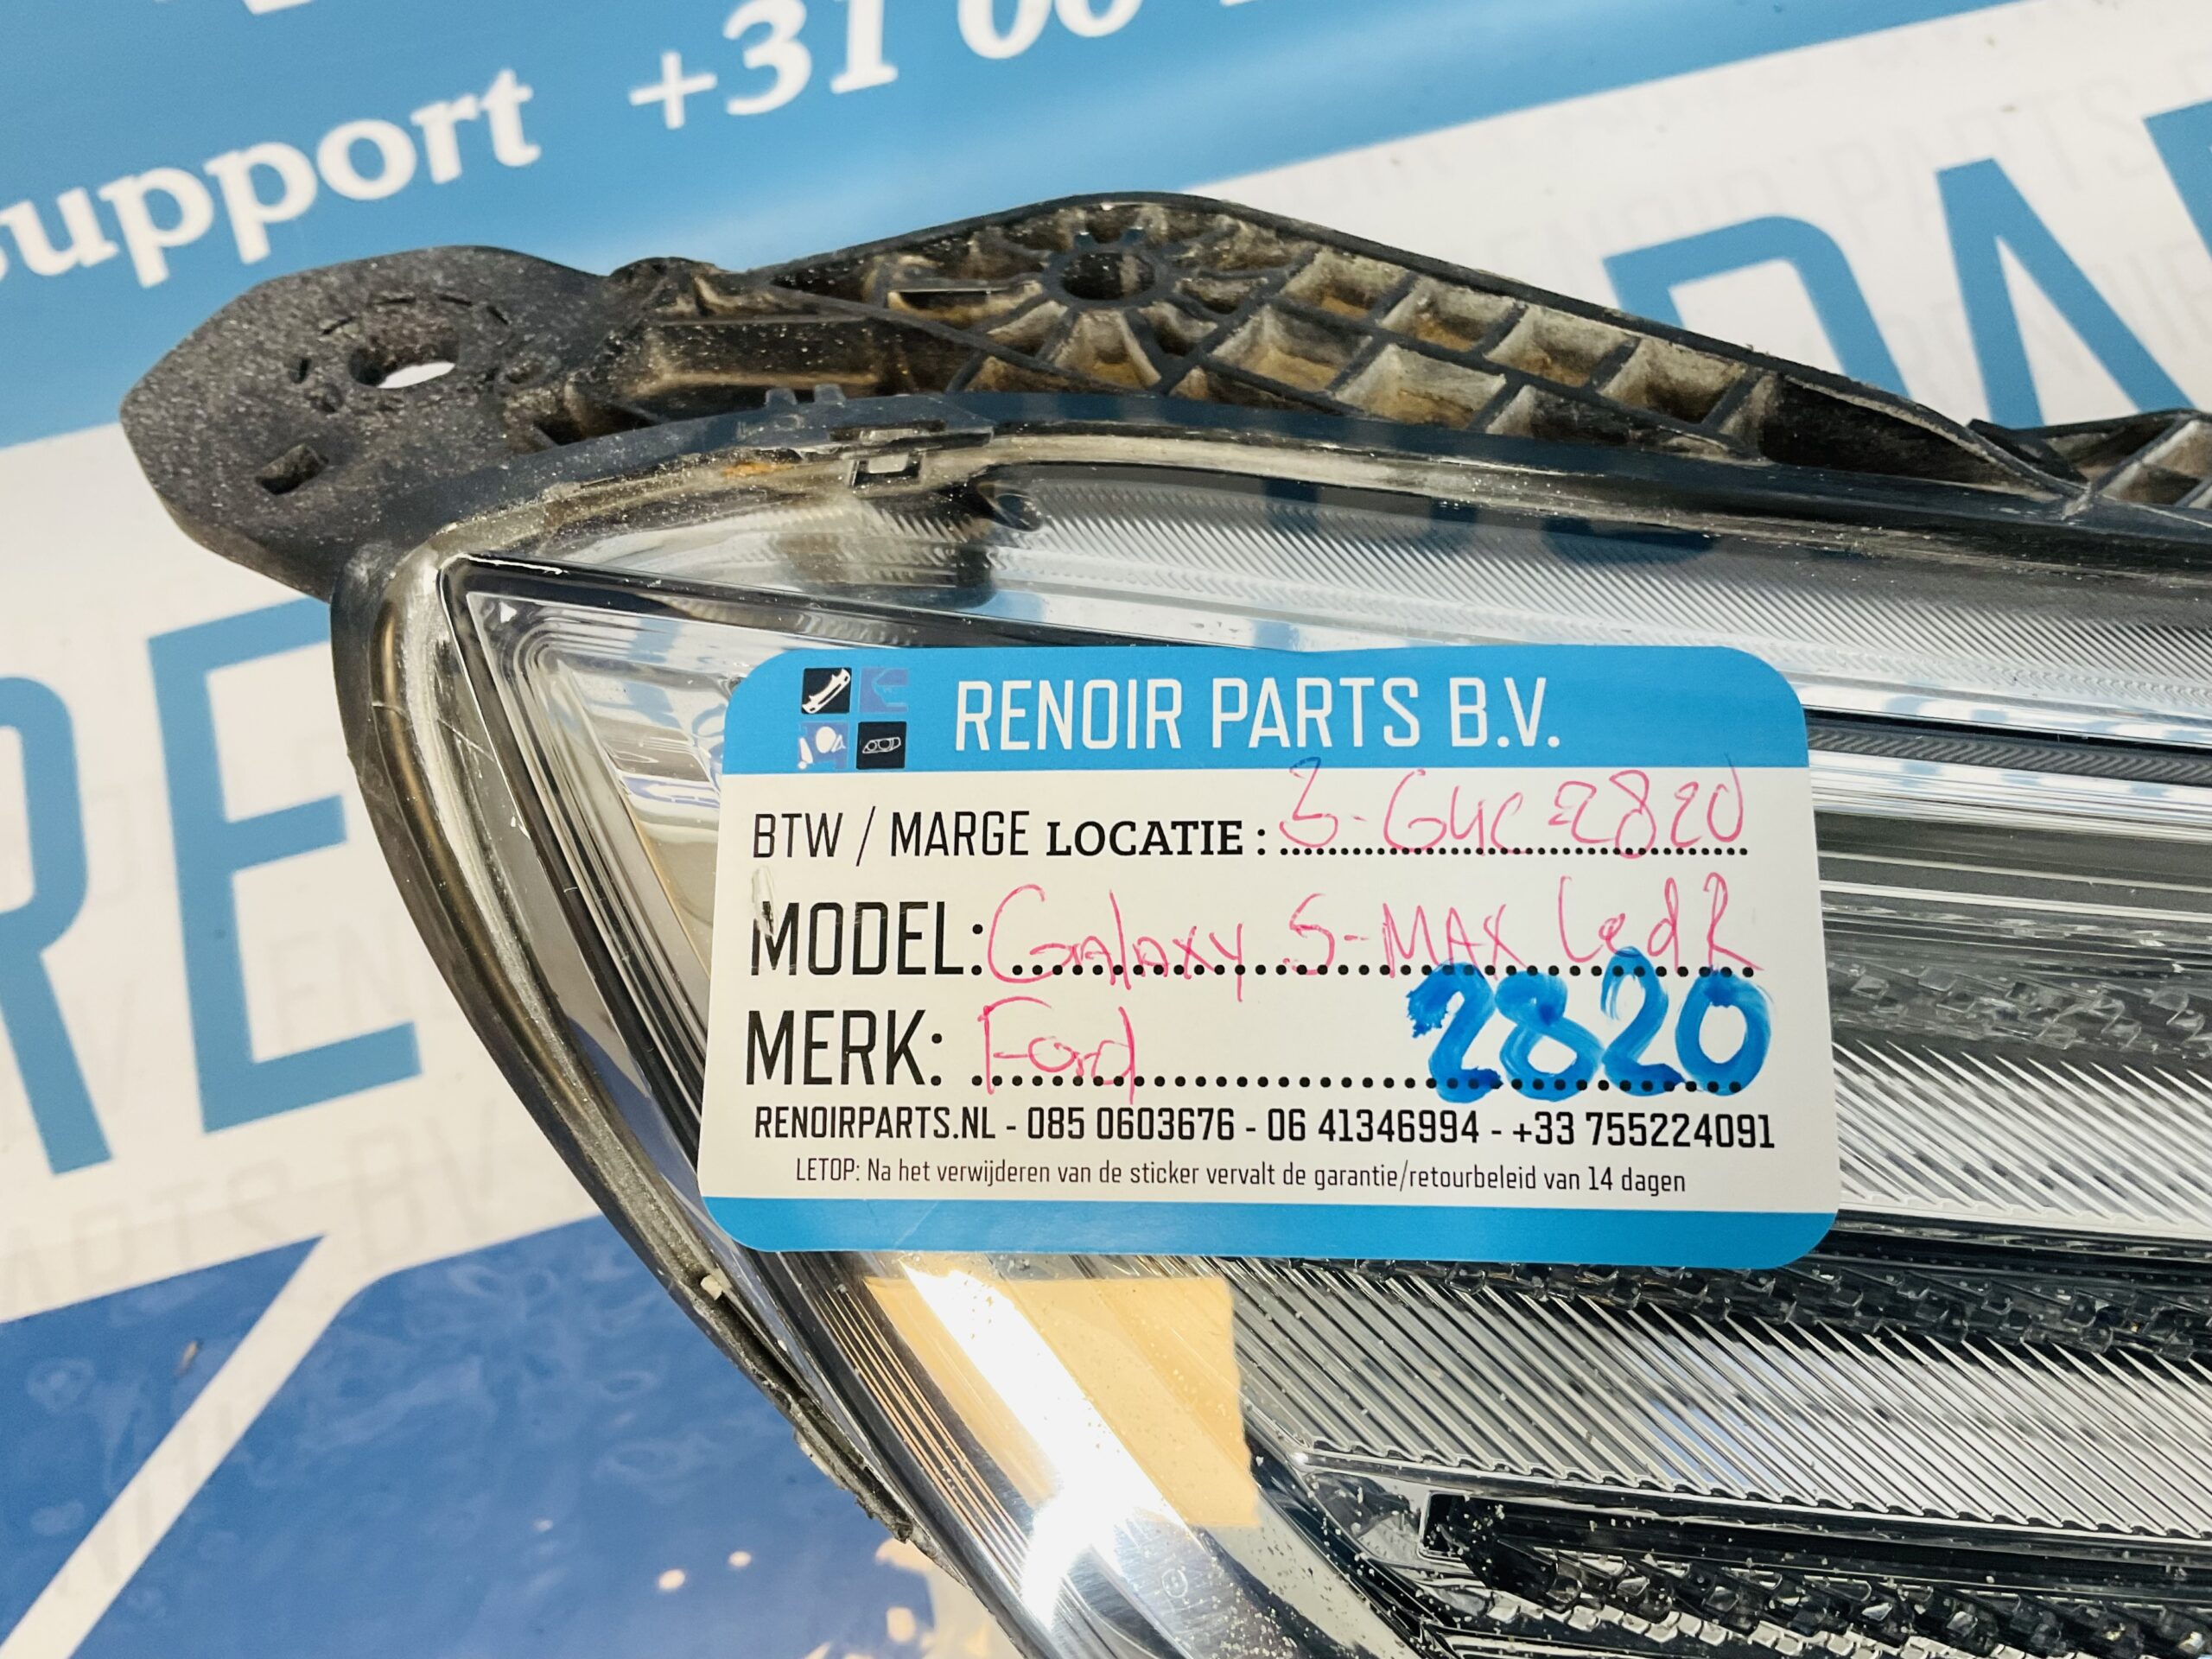 support +31
RE
RENOIR PARTS B.V.
BTW / MARGE LOCATIE : 3-G4C-2820
MODEL: Galaxy S-MAX Led R
MERK: Ford 2820
RENOIRPARTS.NL - 085 0603676 - 06 41346994 - +33 755224091
LETOP: Na het verwijderen van de sticker vervalt de garantie/retourbeleid van 14 dagen